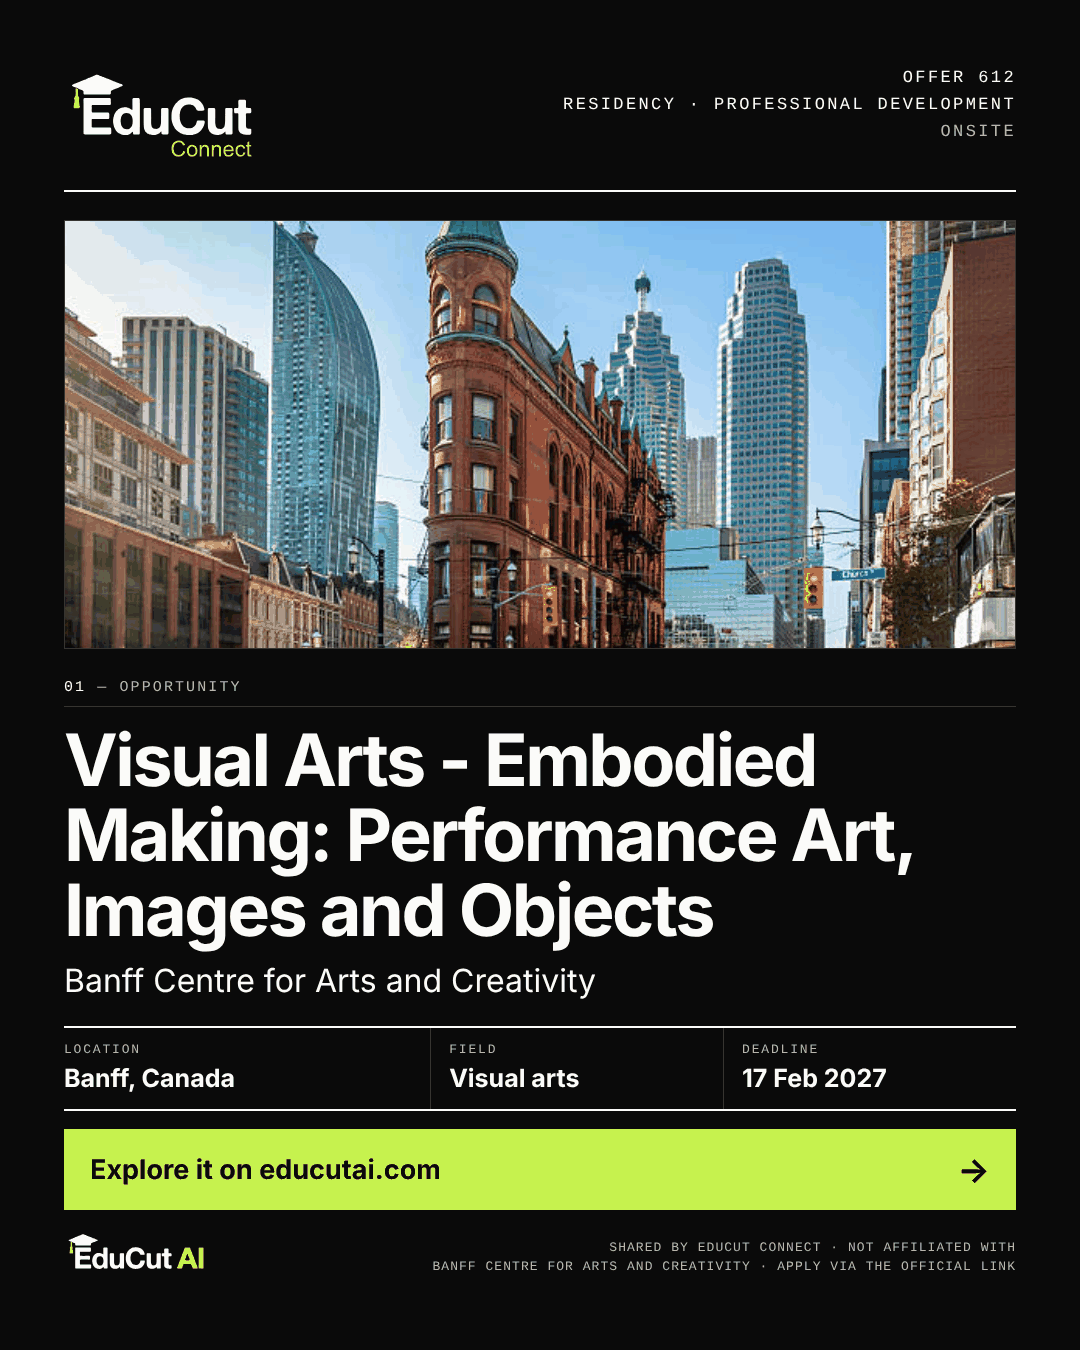 EduCut
Connect
OFFER 612
RESIDENCY · PROFESSIONAL DEVELOPMENT
ONSITE
Church
01 — OPPORTUNITY
Visual Arts - Embodied
Making: Performance Art,
Images and Objects
Banff Centre for Arts and Creativity
LOCATION
Banff, Canada
FIELD
Visual arts
DEADLINE
17 Feb 2027
Explore it on educutai.com →
EduCut AI
SHARED BY EDUCUT CONNECT · NOT AFFILIATED WITH
BANFF CENTRE FOR ARTS AND CREATIVITY · APPLY VIA THE OFFICIAL LINK